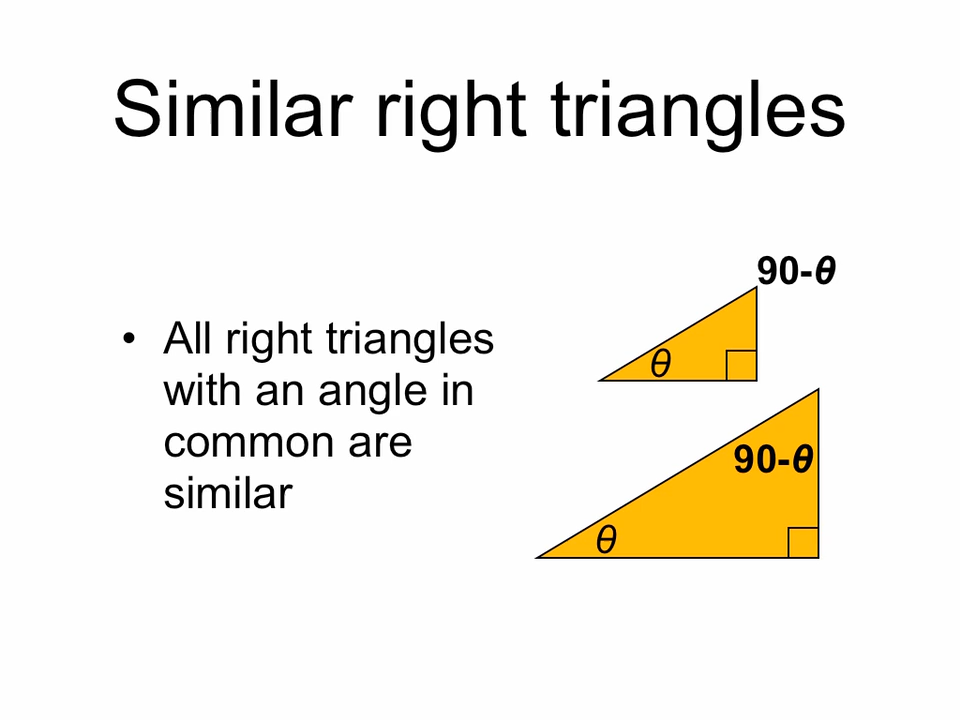 Similar right triangles
• All right triangles
with an angle in
common are
similar
90-θ
θ
90-θ
θ